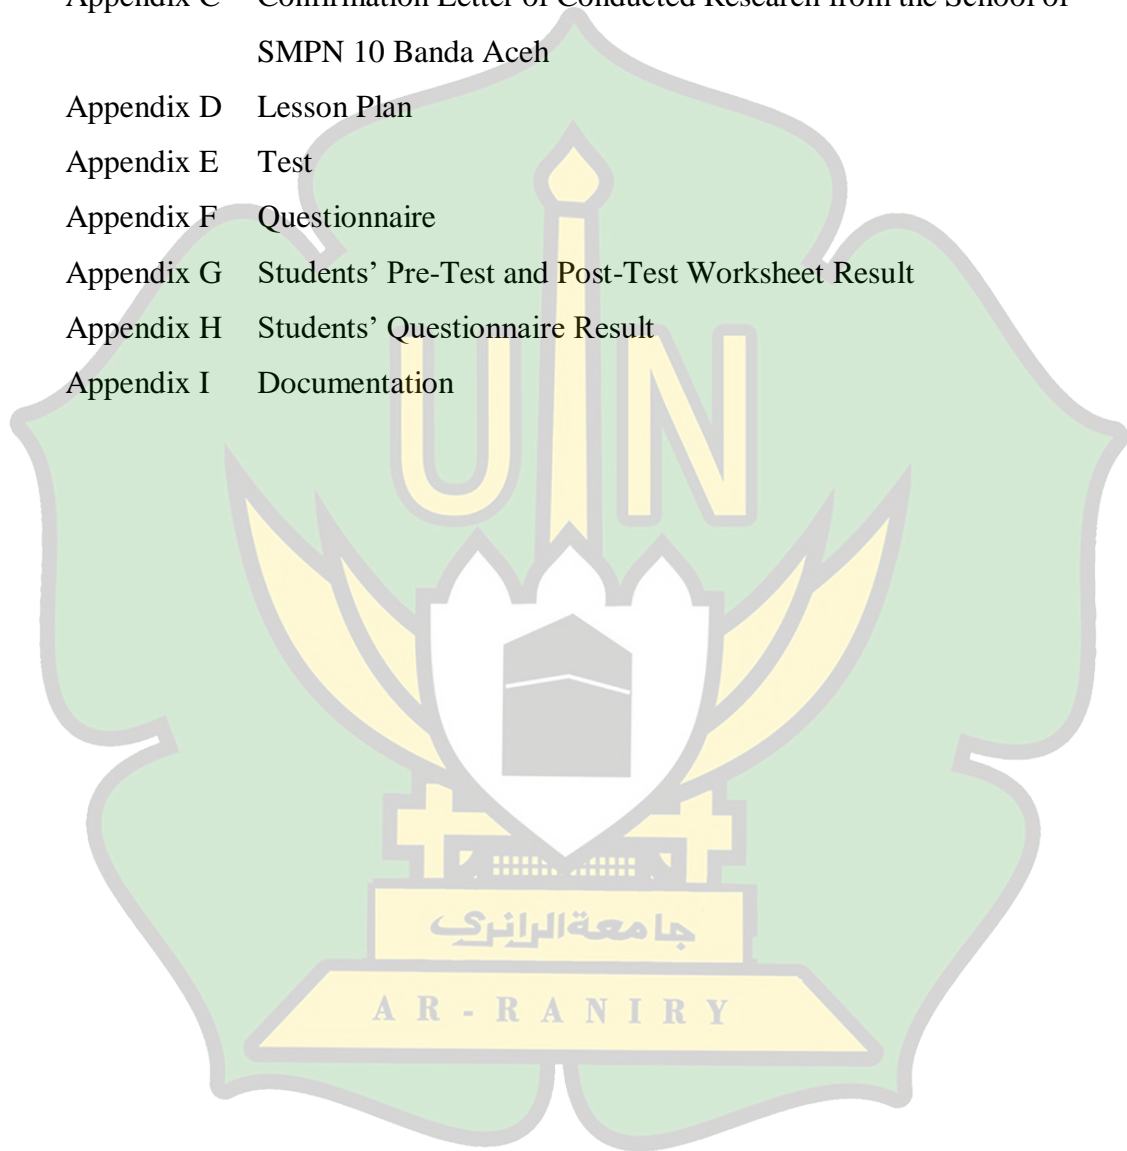 Appendix C Confirmation Letter of Conducted Research from the School of
SMPN 10 Banda Aceh
Appendix D Lesson Plan
Appendix E Test
Appendix F Questionnaire
Appendix G Students’ Pre-Test and Post-Test Worksheet Result
Appendix H Students’ Questionnaire Result
Appendix I Documentation
UIN
جامعة الرانري
AR-RANIRY